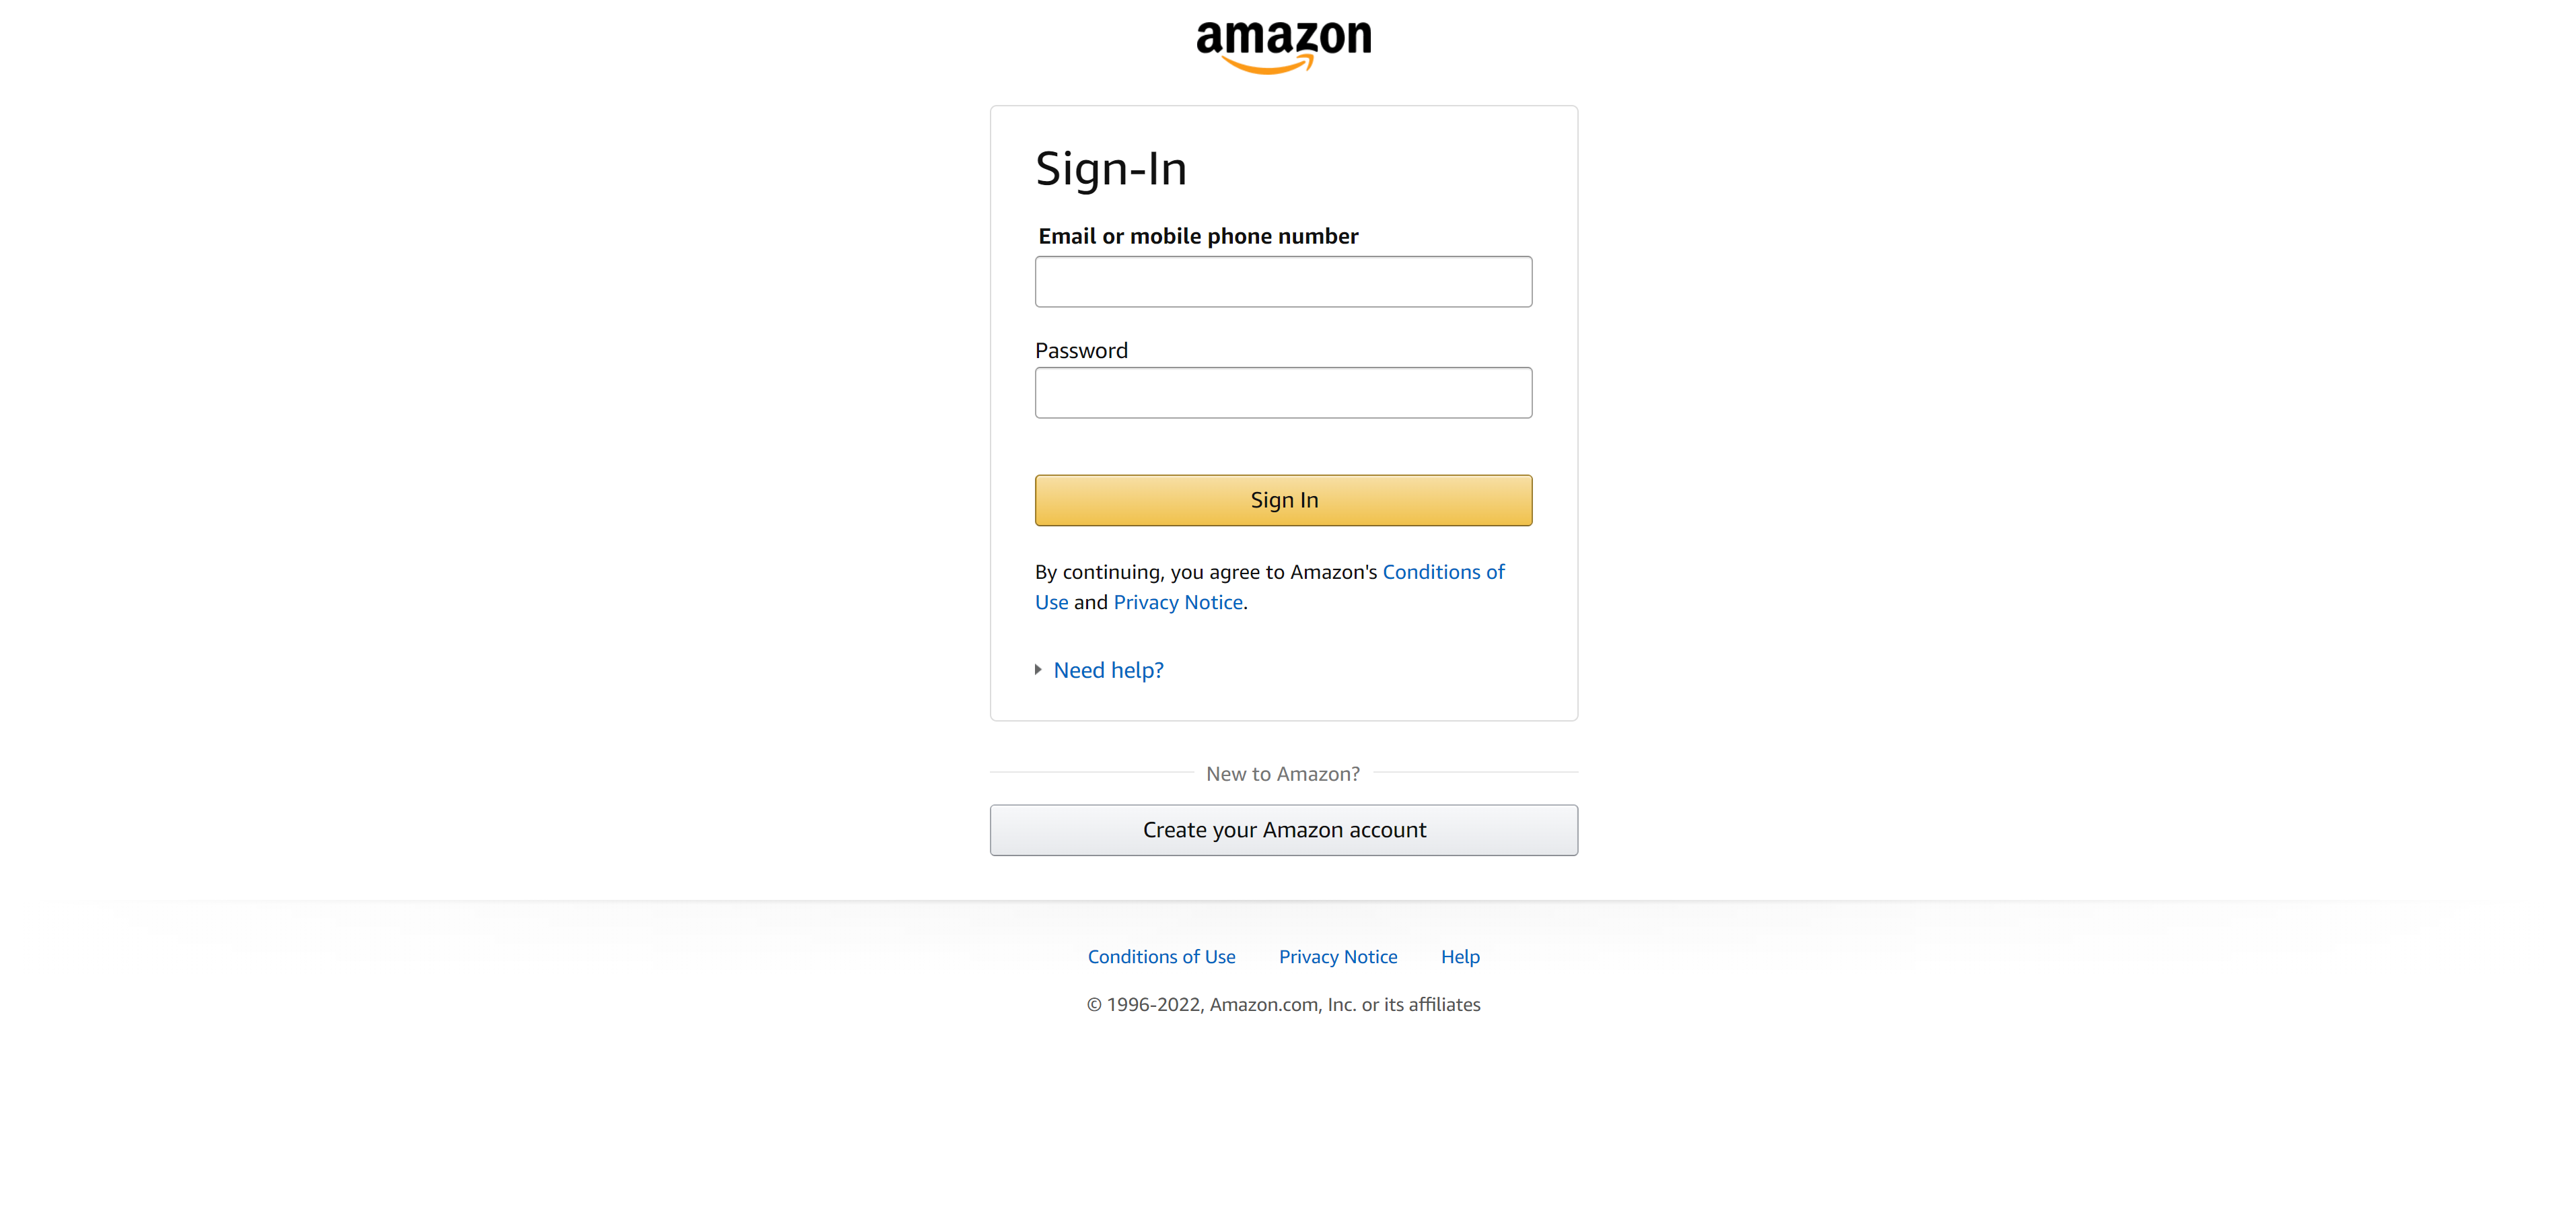 amazon
Sign-In
Email or mobile phone number
Password
Sign In
By continuing, you agree to Amazon's Conditions of
Use and Privacy Notice.
Need help?
New to Amazon?
Create your Amazon account
Conditions of Use Privacy Notice Help
© 1996-2022, Amazon.com, Inc. or its affiliates